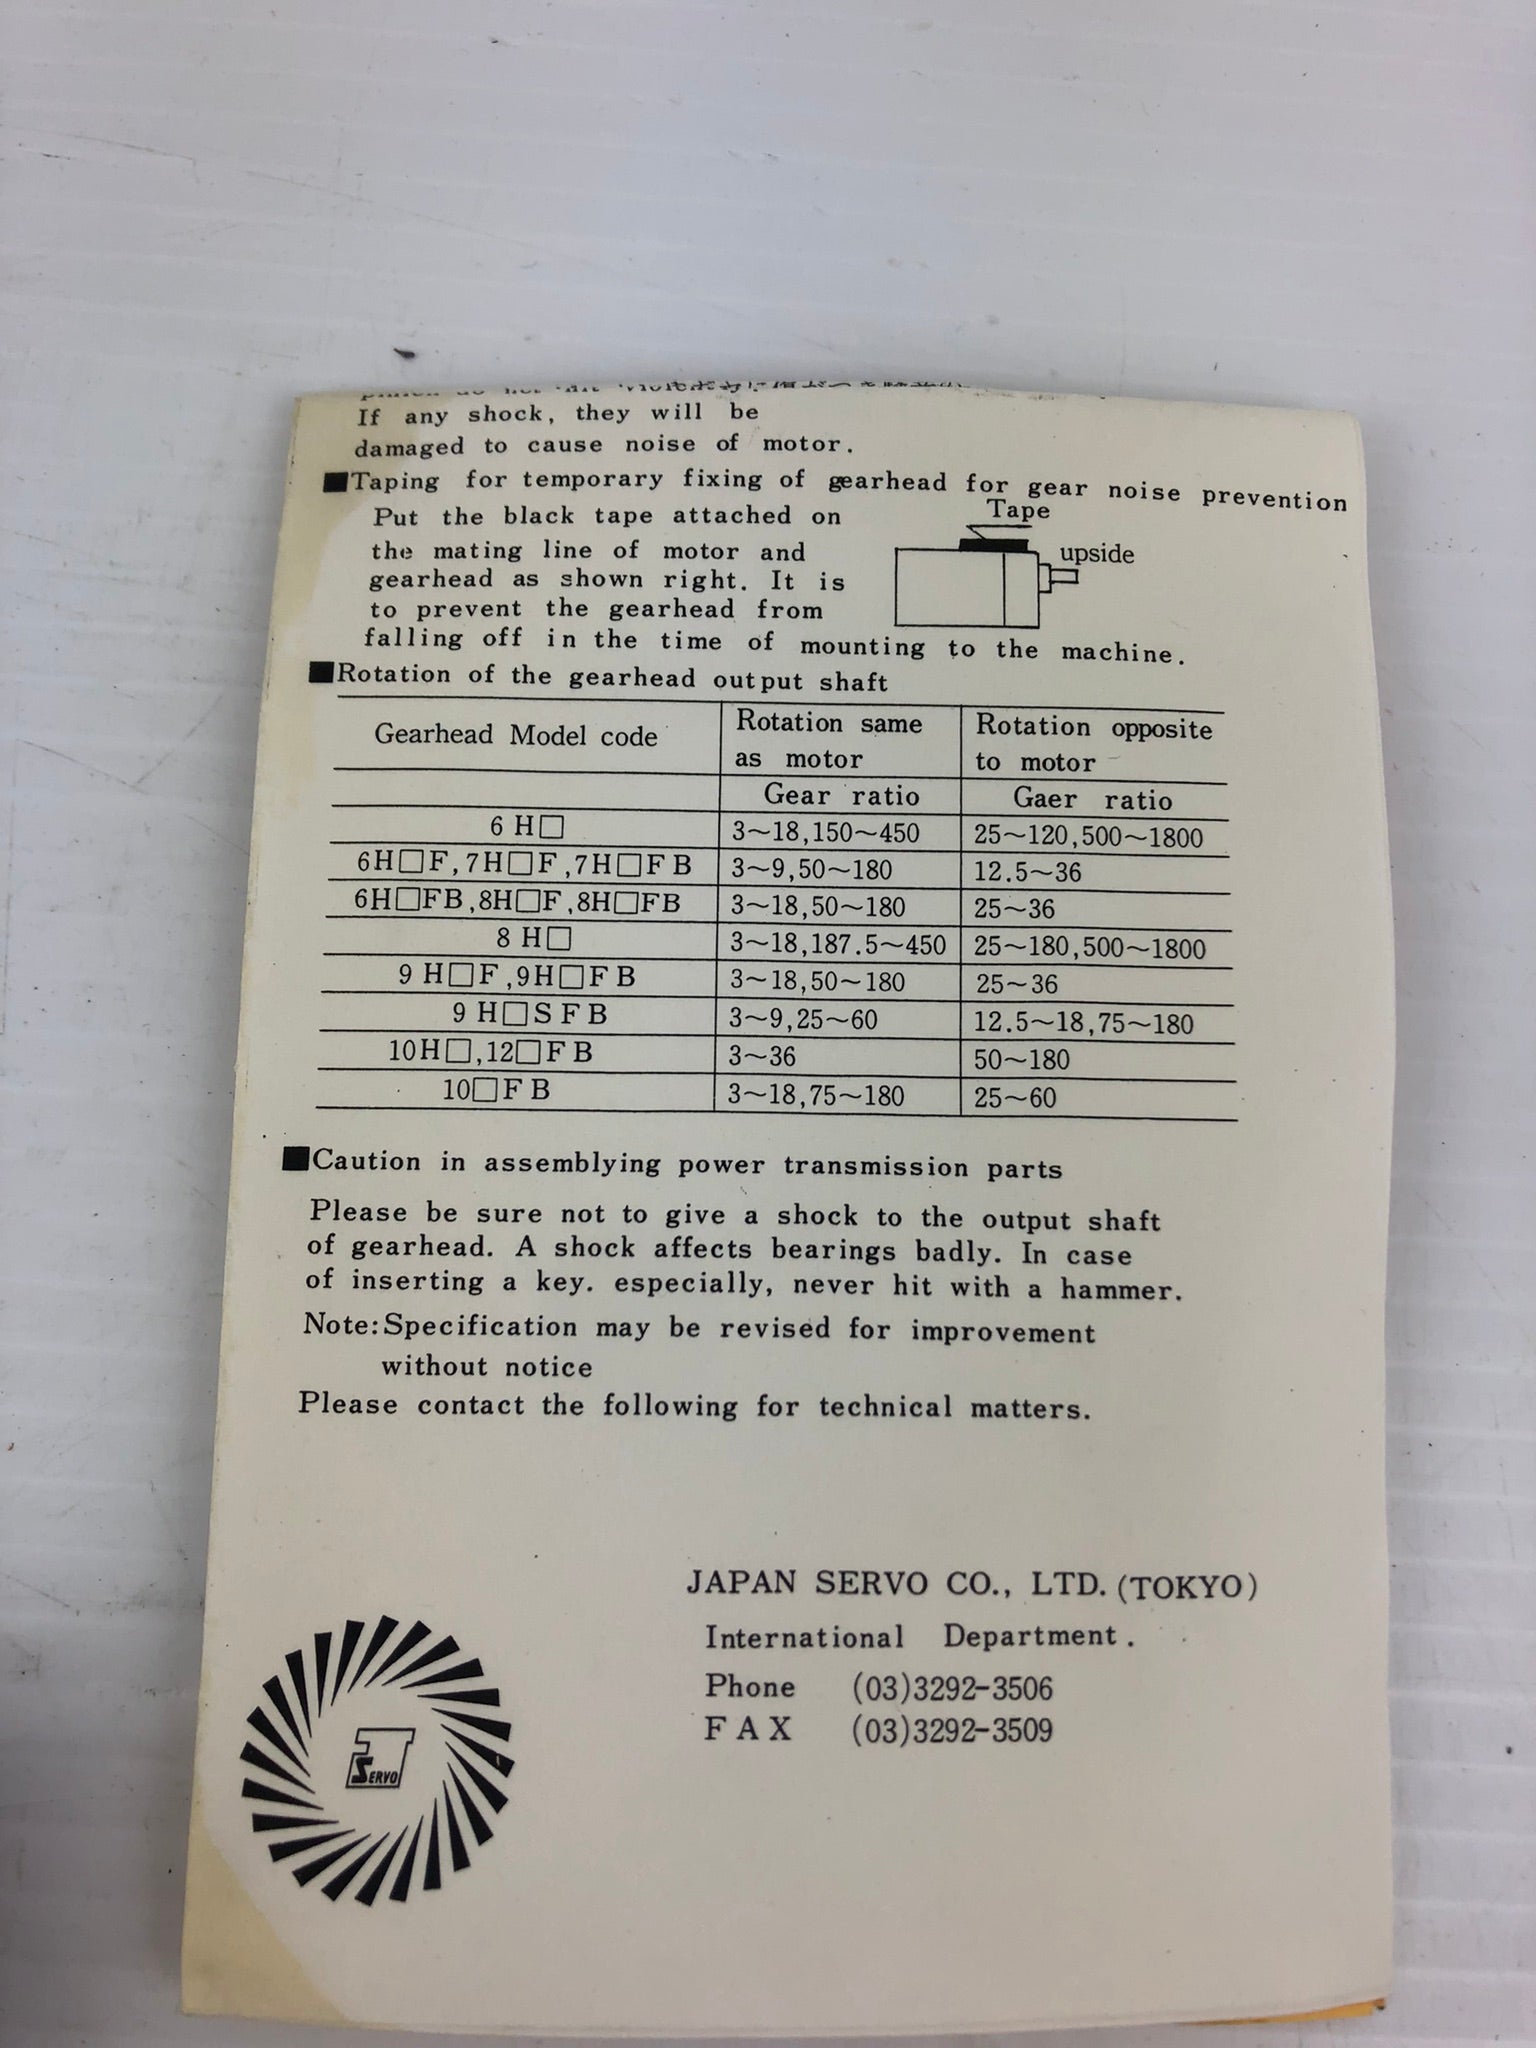 If any shock, they will be
damaged to cause noise of motor.
■Taping for temporary fixing of gearhead for gear noise prevention
Put the black tape attached on
the mating line of motor and
gearhead as shown right. It is
to prevent the gearhead from
falling off in the time of mounting to the machine.
Tape
upside
■Rotation of the gearhead output shaft
Gearhead Model code | Rotation same as motor | Rotation opposite to motor
Gear ratio | Gaer ratio
6 H□ | 3~18,150~450 | 25~120,500~1800
6H□F,7H□F,7H□FB | 3~9,50~180 | 12.5~36
6H□FB,8H□F,8H□FB | 3~18,50~180 | 25~36
8 H□ | 3~18,187.5~450 | 25~180,500~1800
9 H□F,9H□FB | 3~18,50~180 | 25~36
9 H□SFB | 3~9,25~60 | 12.5~18,75~180
10H□,12□FB | 3~36 | 50~180
10□FB | 3~18,75~180 | 25~60
■Caution in assemblying power transmission parts
Please be sure not to give a shock to the output shaft
of gearhead. A shock affects bearings badly. In case
of inserting a key. especially, never hit with a hammer.
Note:Specification may be revised for improvement
without notice
Please contact the following for technical matters.
JAPAN SERVO CO., LTD. (TOKYO)
International Department.
Phone (03)3292-3506
FAX (03)3292-3509
SERVO